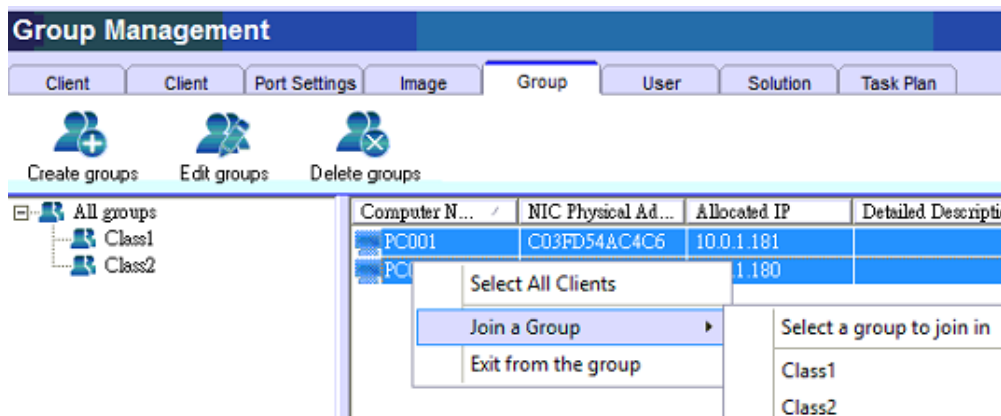 Group Management
Client Client Port Settings Image Group User Solution Task Plan
Create groups Edit groups Delete groups
All groups
Class1
Class2
Computer N... NIC Physical Ad... Allocated IP Detailed Descripti
PC001 C03FD54AC4C6 10.0.1.181
PC0 .1.180
Select All Clients
Join a Group Select a group to join in
Exit from the group Class1
Class2